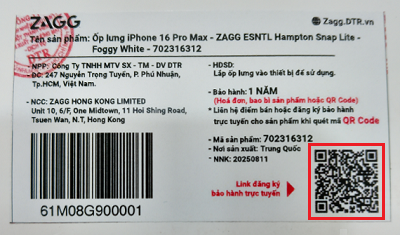 ZAGG
Zagg.DTR.vn
Tên sản phẩm: Ốp lưng iPhone 16 Pro Max - ZAGG ESNTL Hampton Snap Lite -
Foggy White - 702316312
- NPP: Công Ty TNHH MTV SX - TM - DV DTR
ĐC: 247 Nguyễn Trọng Tuyển, P. Phú Nhuận,
Tp.HCM, Việt Nam.
- NCC: ZAGG HONG KONG LIMITED
Unit 10, 6/F, One Midtown, 11 Hoi Shing Road,
Tsuen Wan, N.T, Hong Kong
61M08G900001
- HDSD:
Lắp ốp lưng vào thiết bị để sử dụng.
- Bảo hành: 1 NĂM
(Hoá đơn, bao bì sản phẩm hoặc QR Code)
- Liên hệ điểm bán hoặc đăng ký bảo hành
trực tuyến cho sản phẩm khi quét mã QR Code
- Mã sản phẩm: 702316312
- Nơi sản xuất: Trung Quốc
- NNK: 20250811
Link đăng ký
bảo hành trực tuyến